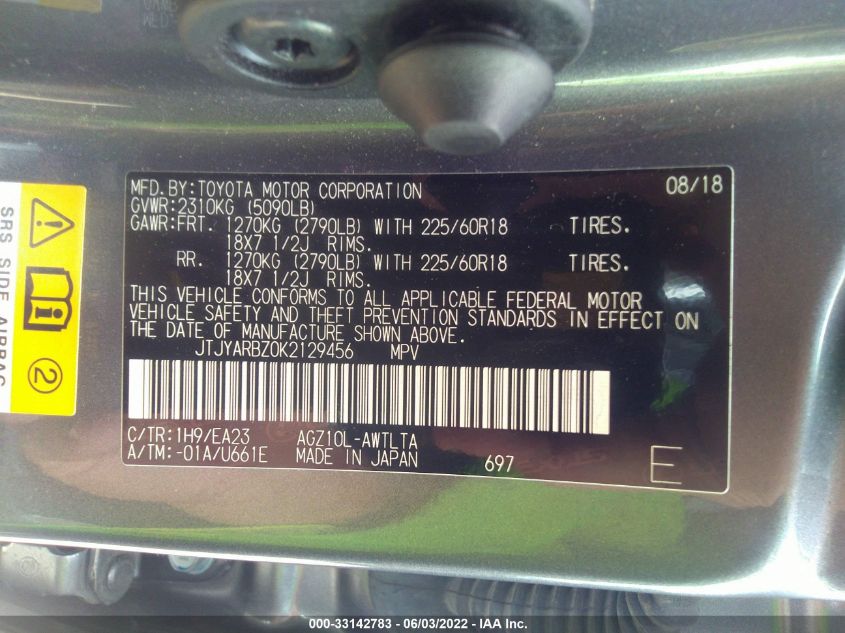 MFD.BY:TOYOTA MOTOR CORPORATION 08/18
GVWR:2310KG (5090LB)
GAWR:FRT. 1270KG (2790LB) WITH 225/60R18 TIRES.
18X7 1/2J RIMS.
RR. 1270KG (2790LB) WITH 225/60R18 TIRES.
18X7 1/2J RIMS.
THIS VEHICLE CONFORMS TO ALL APPLICABLE FEDERAL MOTOR
VEHICLE SAFETY AND THEFT PREVENTION STANDARDS IN EFFECT ON
THE DATE OF MANUFACTURE SHOWN ABOVE.
JTJYARBZ0K2129456 MPV
C/TR:1H9/EA23 AGZ10L-AWTLTA
A/TM:-01A/U661E MADE IN JAPAN 697 E
SRS SIDE AIRBAG
2
000-33142783 - 06/03/2022 - IAA Inc.